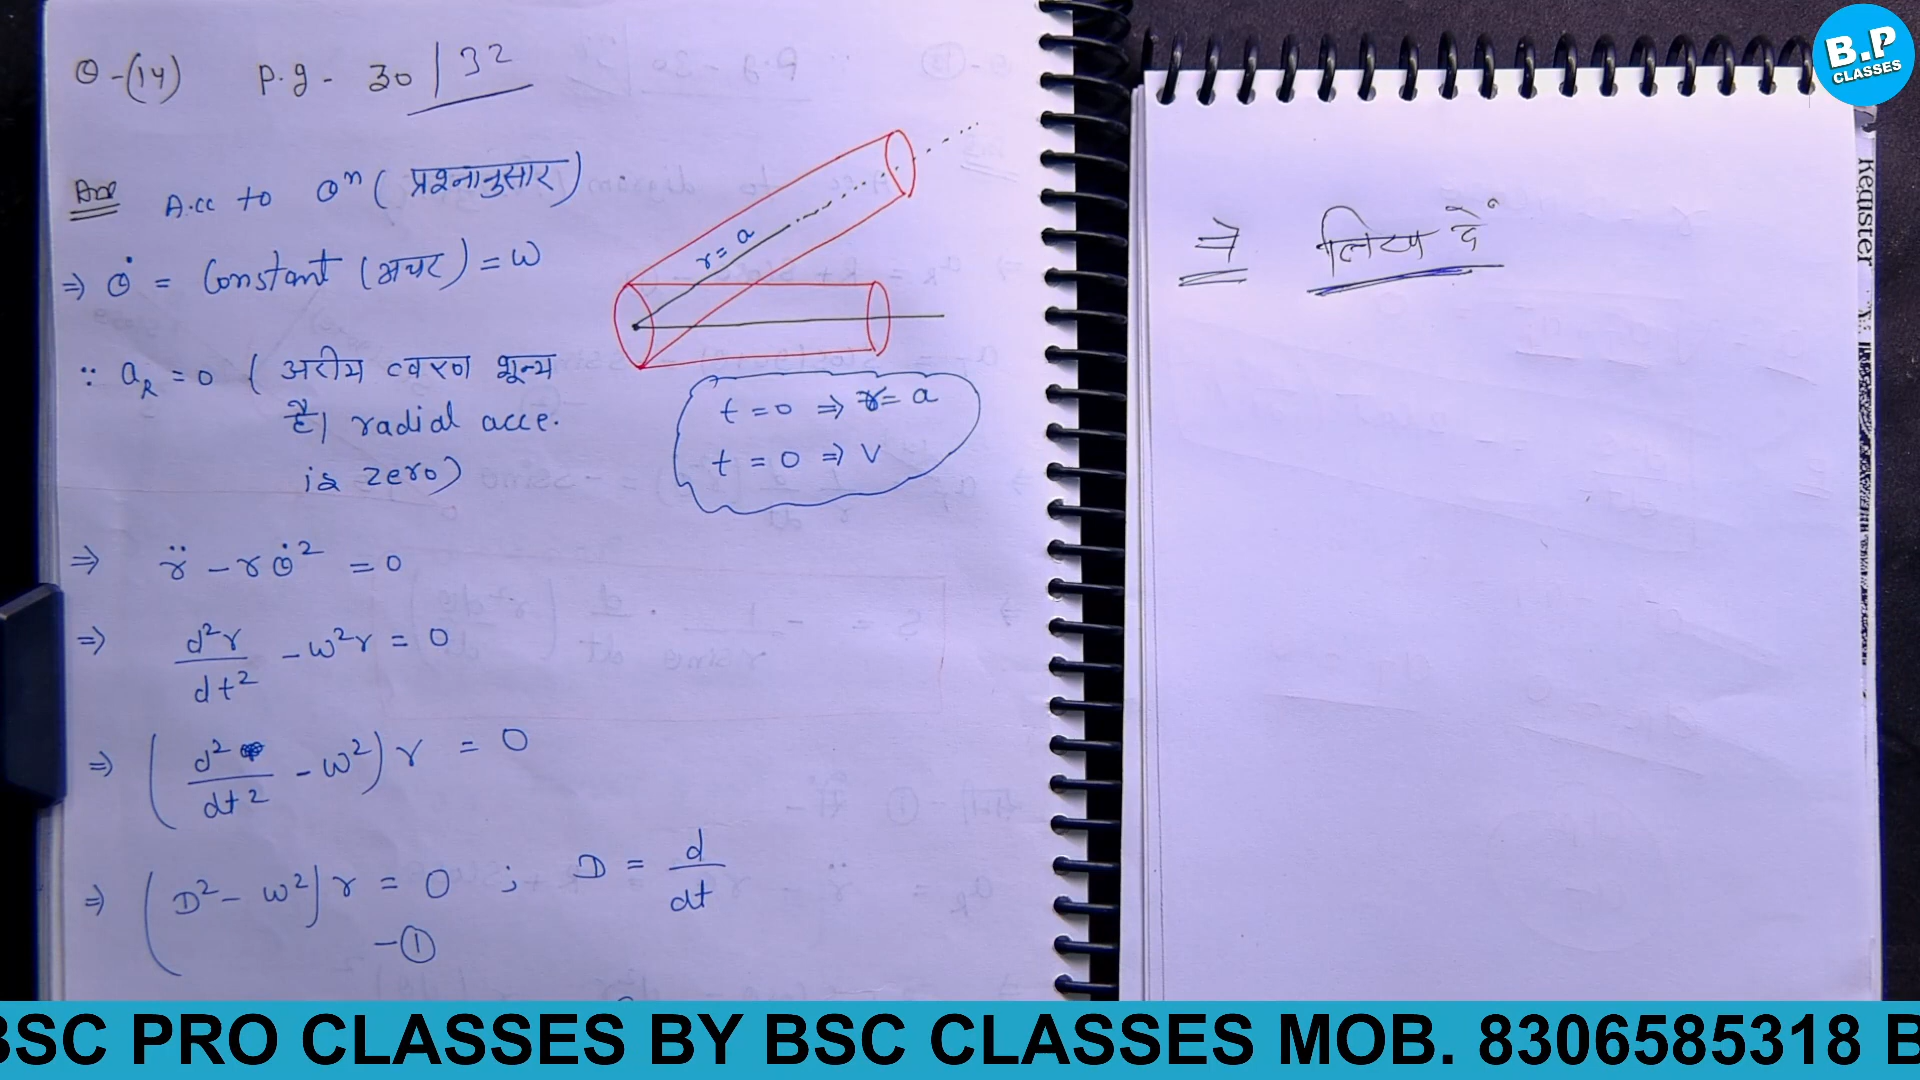 Q-(14) p.g- 30 | 32
Ans Acc to Qⁿ (प्रश्नानुसार)
⇒ θ̇ = Constant (अचर) = ω
∵ a_R = 0 ( अरीय त्वरण शून्य
है। radial acce.
is zero)
r = a
t = 0 ⇒ r = a
t = 0 ⇒ v
⇒ r̈ - rθ̇² = 0
⇒ d²r/dt² - ω²r = 0
⇒ (d²/dt² - ω²) r = 0
⇒ (D² - ω²) r = 0 ; D = d/dt
-①
⇒
B.P
CLASSES
Register
BSC PRO CLASSES BY BSC CLASSES MOB. 8306585318 B